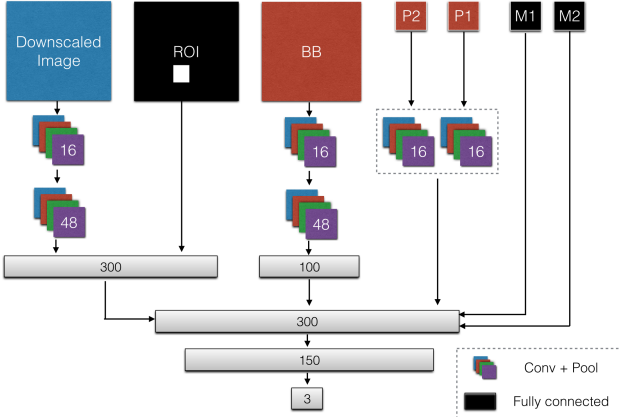 Downscaled
Image
ROI
BB
P2
P1
M1
M2
16
16
16
16
48
48
300
100
300
150
3
Conv + Pool
Fully connected